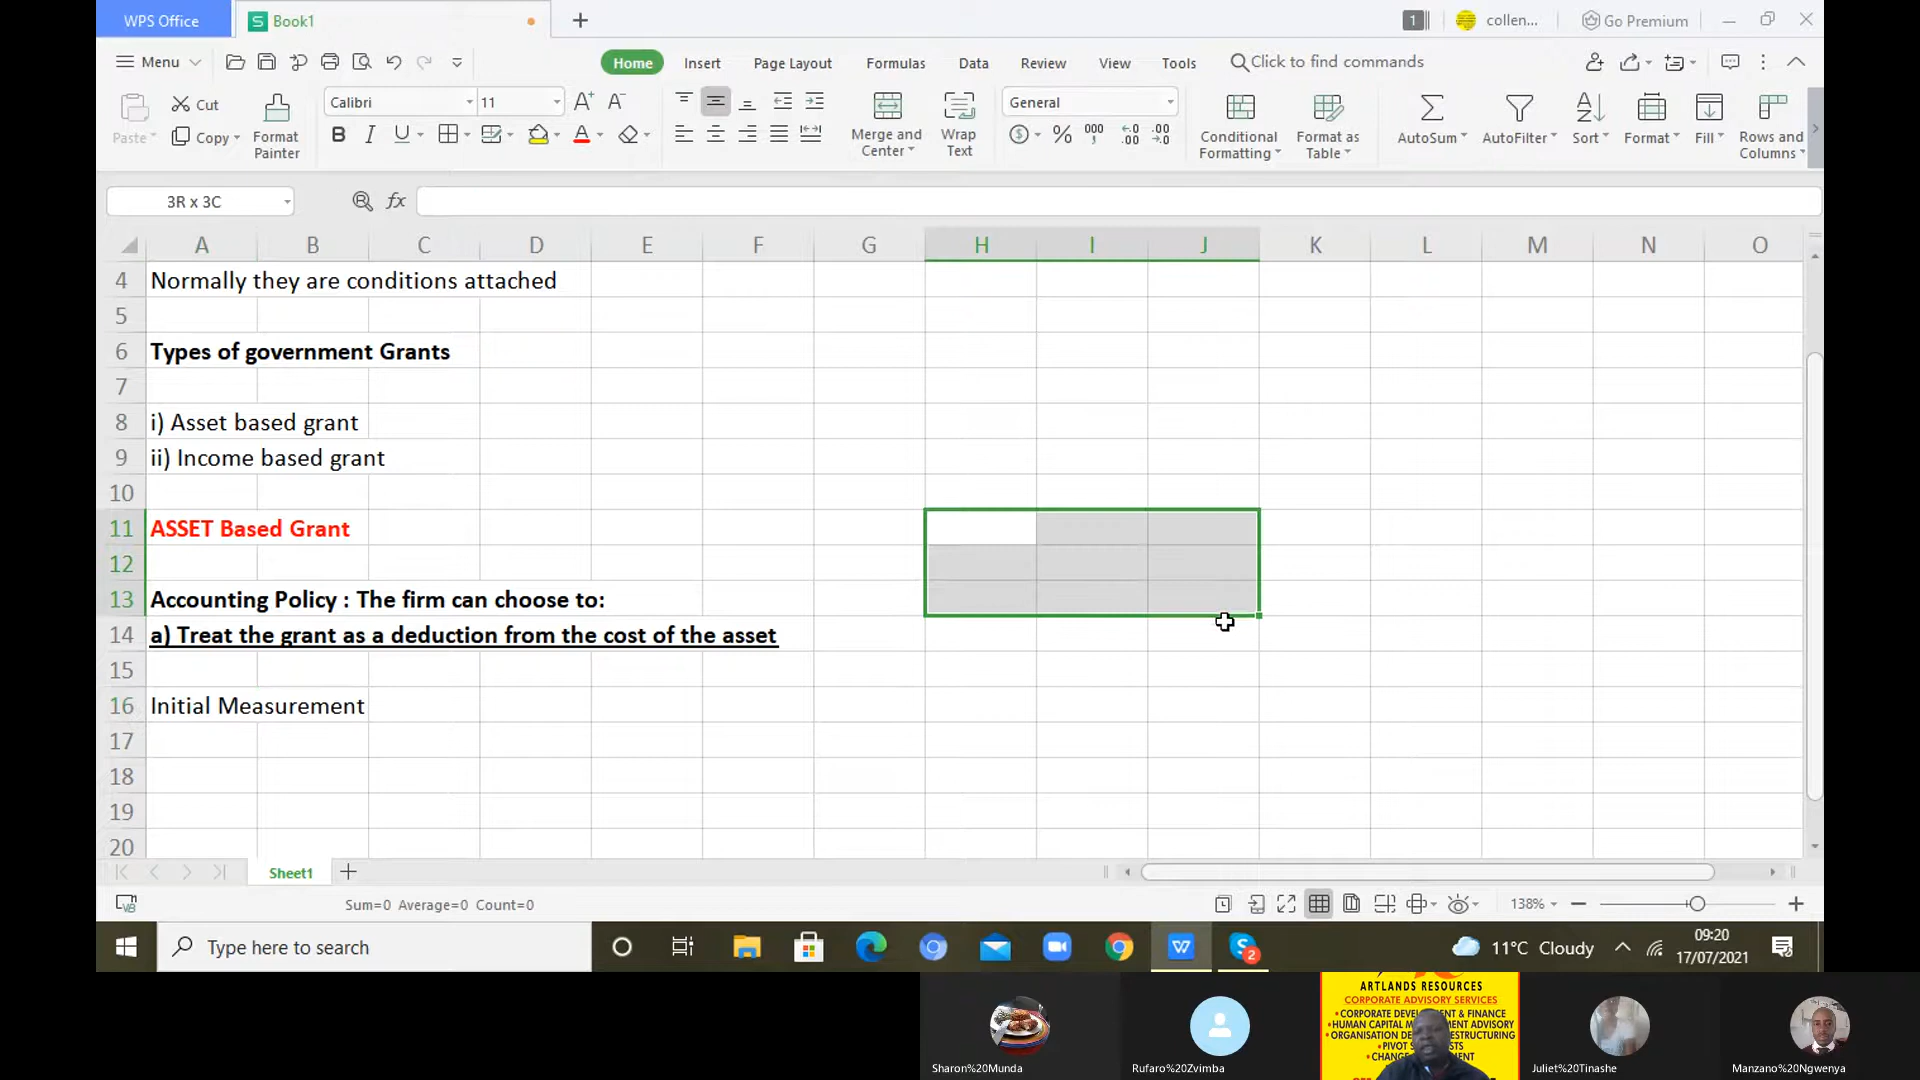 WPS Office
S Book1
1
collen...
Go Premium
Menu
Home
Insert
Page Layout
Formulas
Data
Review
View
Tools
Click to find commands
Paste
Cut
Copy
Format Painter
Calibri
11
Merge and Center
Wrap Text
General
Conditional Formatting
Format as Table
AutoSum
AutoFilter
Sort
Format
Fill
Rows and Columns
3R x 3C
fx
A B C D E F G H I J K L M N O
4 Normally they are conditions attached
5
6 Types of government Grants
7
8 i) Asset based grant
9 ii) Income based grant
10
11 ASSET Based Grant
12
13 Accounting Policy : The firm can choose to:
14 a) Treat the grant as a deduction from the cost of the asset
15
16 Initial Measurement
17
18
19
20
Sheet1
Sum=0 Average=0 Count=0
138%
Type here to search
2
11°C Cloudy
09:20
17/07/2021
ARTLANDS RESOURCES
CORPORATE ADVISORY SERVICES
Sharon%20Munda
Rufaro%20Zvimba
Juliet%20Tinashe
Manzano%20Ngwenya